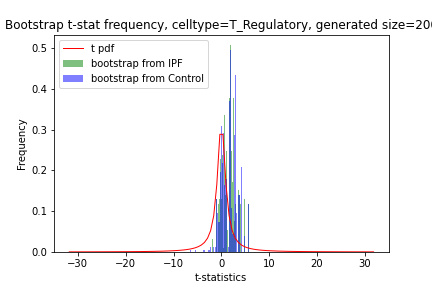 Bootstrap t-stat frequency, celltype=T_Regulatory, generated size=200
t pdf
bootstrap from IPF
bootstrap from Control
Frequency
0.5
0.4
0.3
0.2
0.1
0.0
−30
−20
−10
0
10
20
30
t-statistics